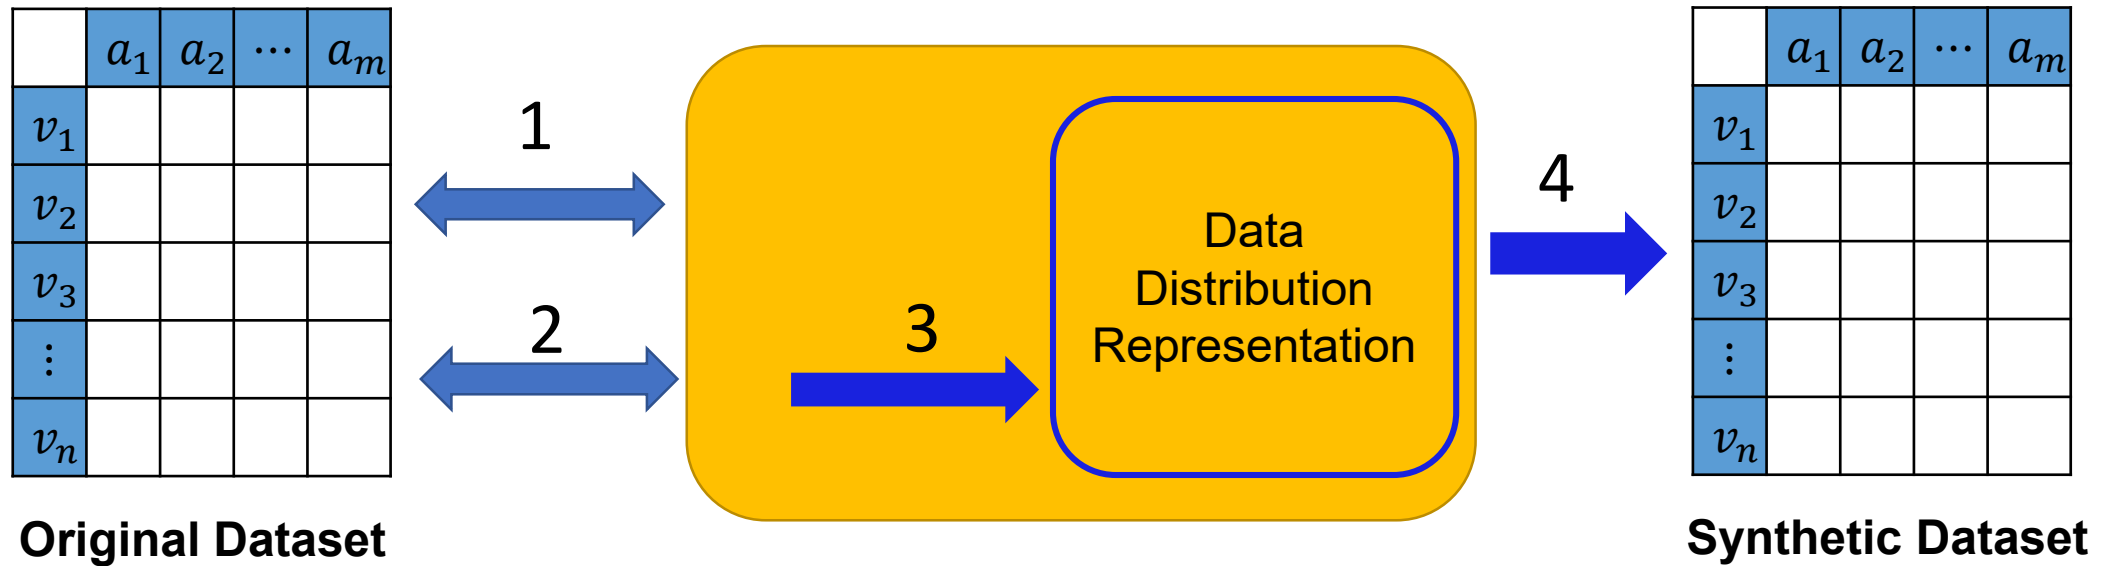 a₁ a₂ ⋯ aₘ
v₁
v₂
v₃
⋮
vₙ
Original Dataset
1
2
3
Data
Distribution
Representation
4
a₁ a₂ ⋯ aₘ
v₁
v₂
v₃
⋮
vₙ
Synthetic Dataset